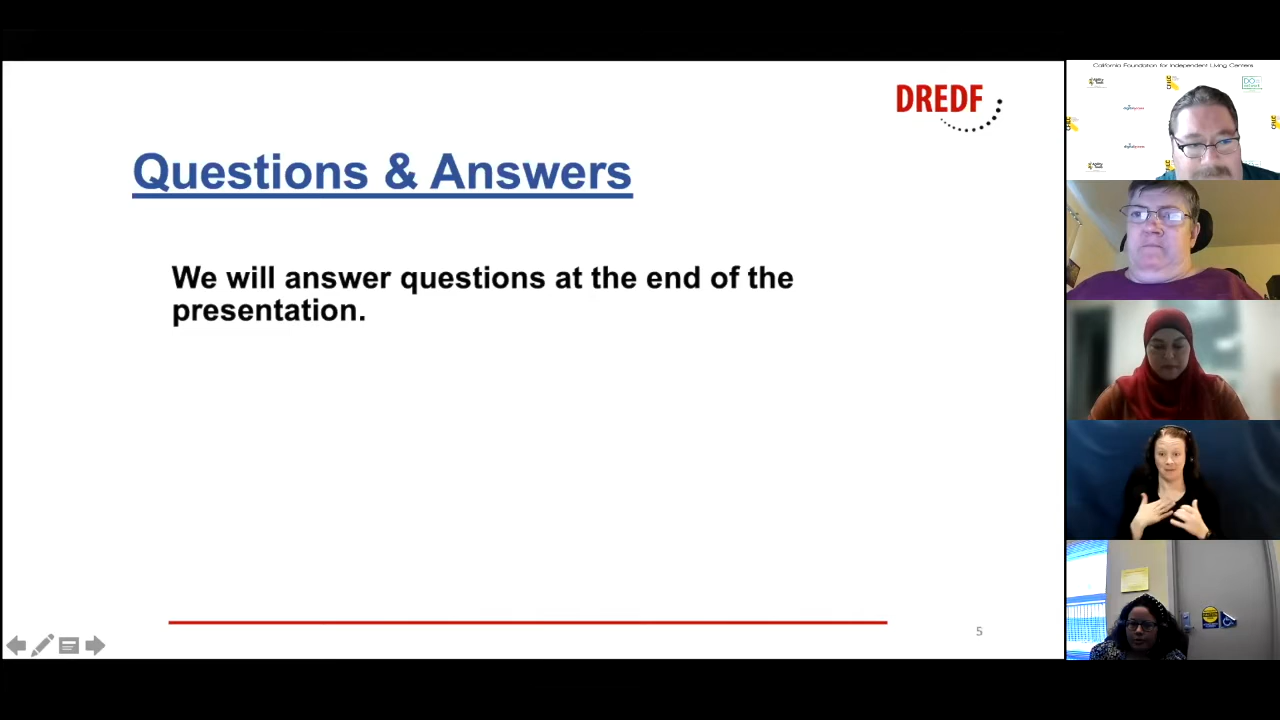 DREDF
Questions & Answers
We will answer questions at the end of the
presentation.
5
California Foundation for Independent Living Centers